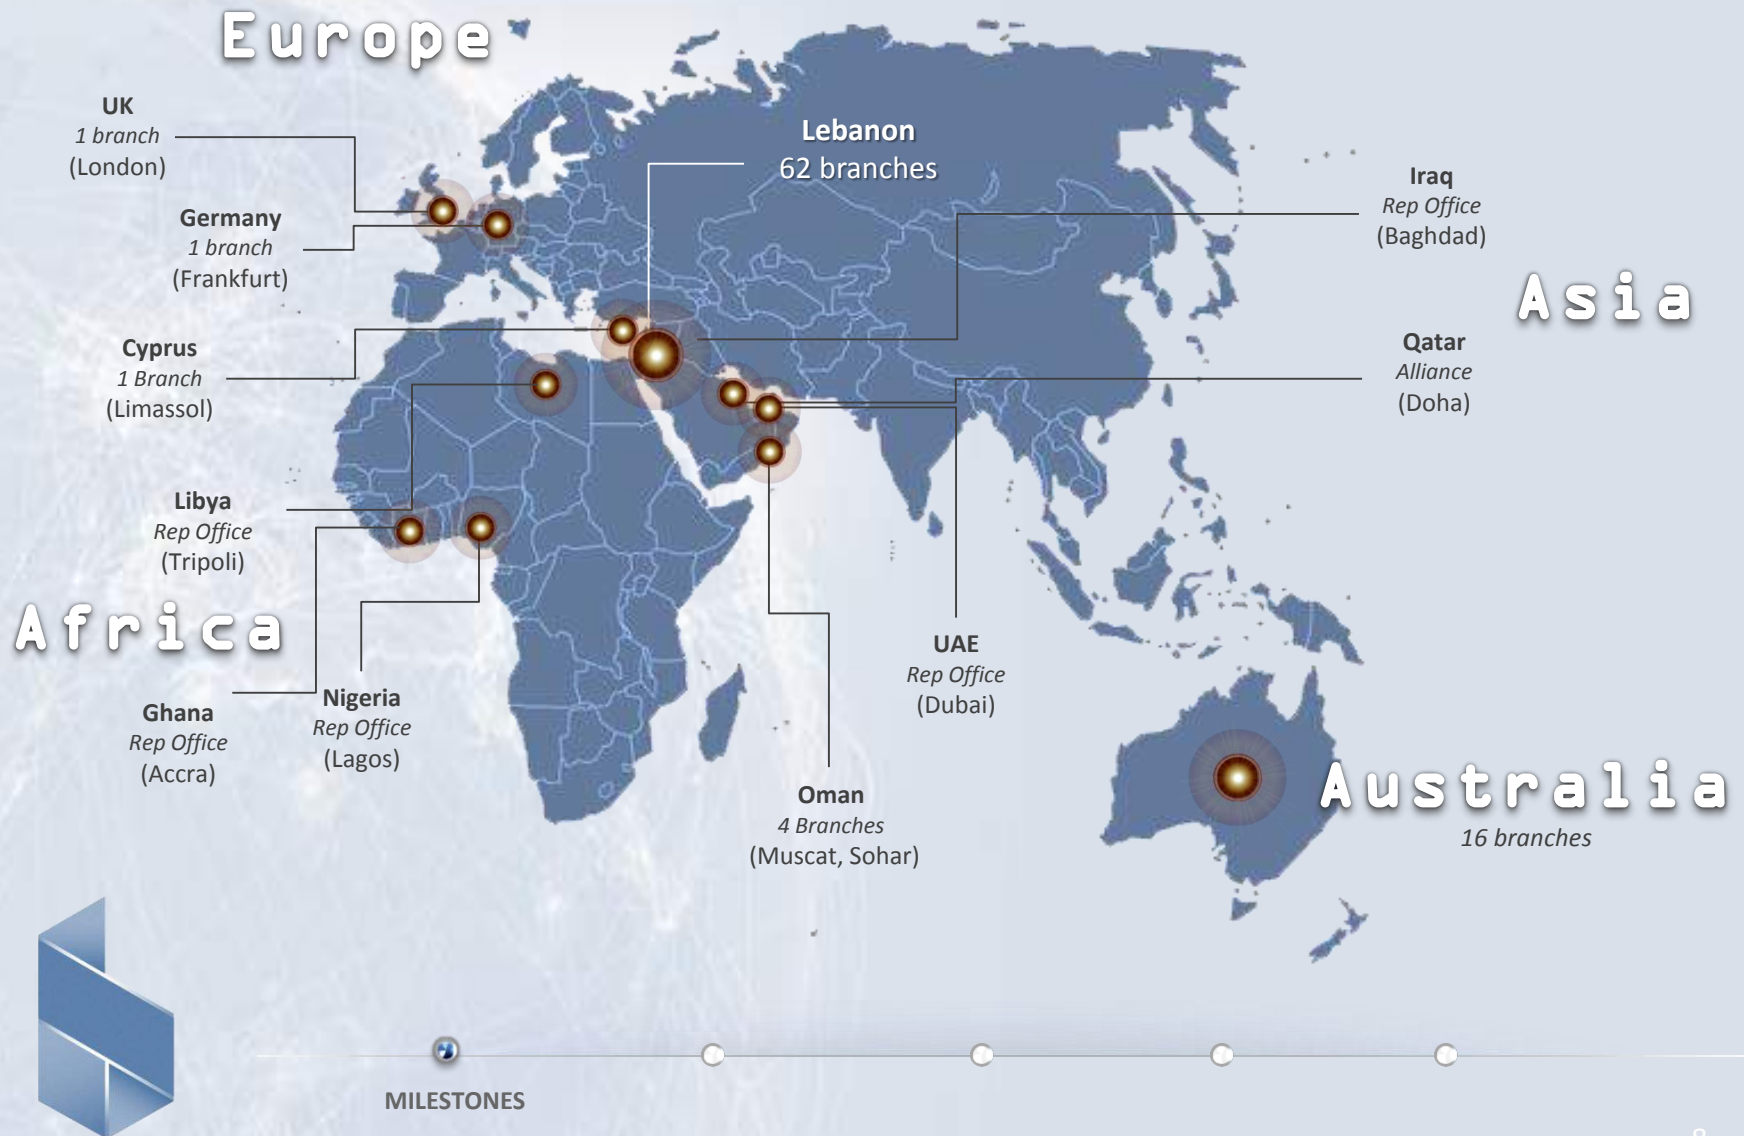 Europe
UK
1 branch
(London)
Germany
1 branch
(Frankfurt)
Cyprus
1 Branch
(Limassol)
Lebanon
62 branches
Iraq
Rep Office
(Baghdad)
Asia
Qatar
Alliance
(Doha)
Libya
Rep Office
(Tripoli)
Africa
Ghana
Rep Office
(Accra)
Nigeria
Rep Office
(Lagos)
UAE
Rep Office
(Dubai)
Oman
4 Branches
(Muscat, Sohar)
Australia
16 branches
MILESTONES
8